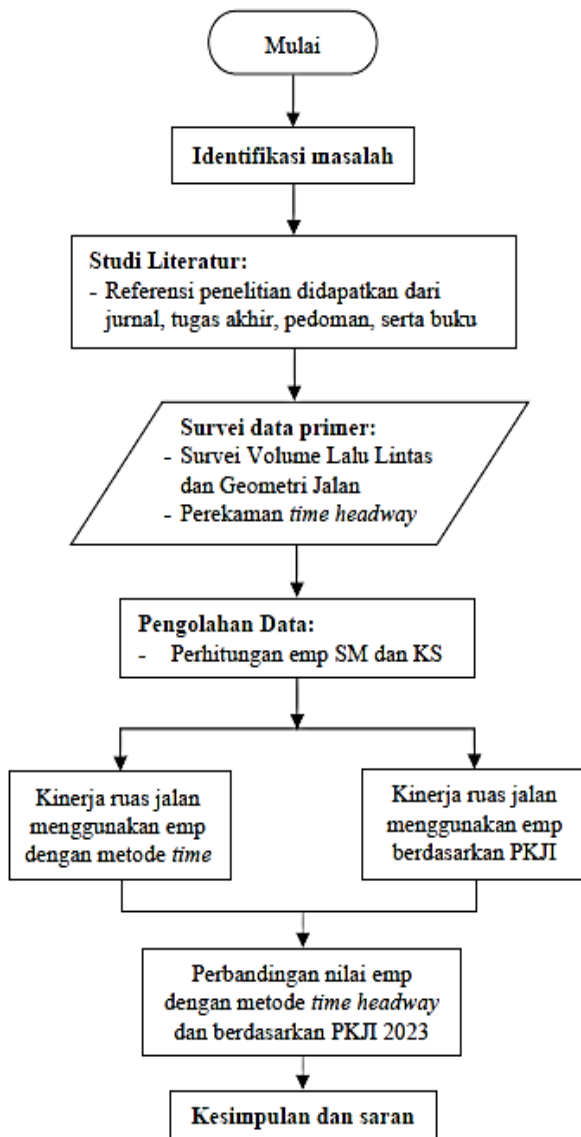 Mulai
Identifikasi masalah
Studi Literatur:
- Referensi penelitian didapatkan dari
jurnal, tugas akhir, pedoman, serta buku
Survei data primer:
- Survei Volume Lalu Lintas
dan Geometri Jalan
- Perekaman time headway
Pengolahan Data:
- Perhitungan emp SM dan KS
Kinerja ruas jalan
menggunakan emp
dengan metode time
Kinerja ruas jalan
menggunakan emp
berdasarkan PKJI
Perbandingan nilai emp
dengan metode time headway
dan berdasarkan PKJI 2023
Kesimpulan dan saran